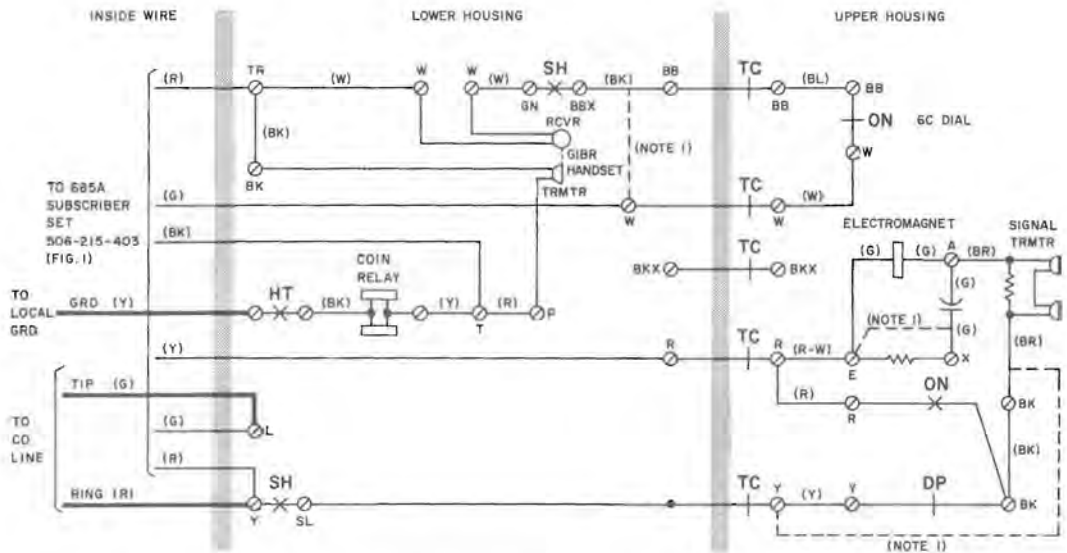 INSIDE WIRE
LOWER HOUSING
UPPER HOUSING
(R)
TR
(W)
W
W
(W)
SH
(BK)
BB
TC
(BL)
BB
GN
BBX
BB
ON
6C DIAL
(BK)
RCVR
(NOTE 1)
W
GIBR
HANDSET
BK
TRMTR
TO 685A
SUBSCRIBER
SET
506-215-403
(FIG. 1)
(G)
TC
(W)
W
W
(BK)
ELECTROMAGNET
SIGNAL
TRMTR
(G)
(G)
A
(BR)
COIN
RELAY
BKX
TC
BKX
(G)
TO
LOCAL
GRD
GRD (Y)
HT
(BK)
(Y)
T
(R)
R
(NOTE 1)
(G)
(Y)
R
TC
R
(R-W)
E
X
(BR)
TIP (G)
(R)
R
ON
BK
TO
CO
LINE
(G)
L
(R)
(BK)
RING (R)
Y
SH
SL
TC
Y
(Y)
Y
DP
BK
(NOTE 1)